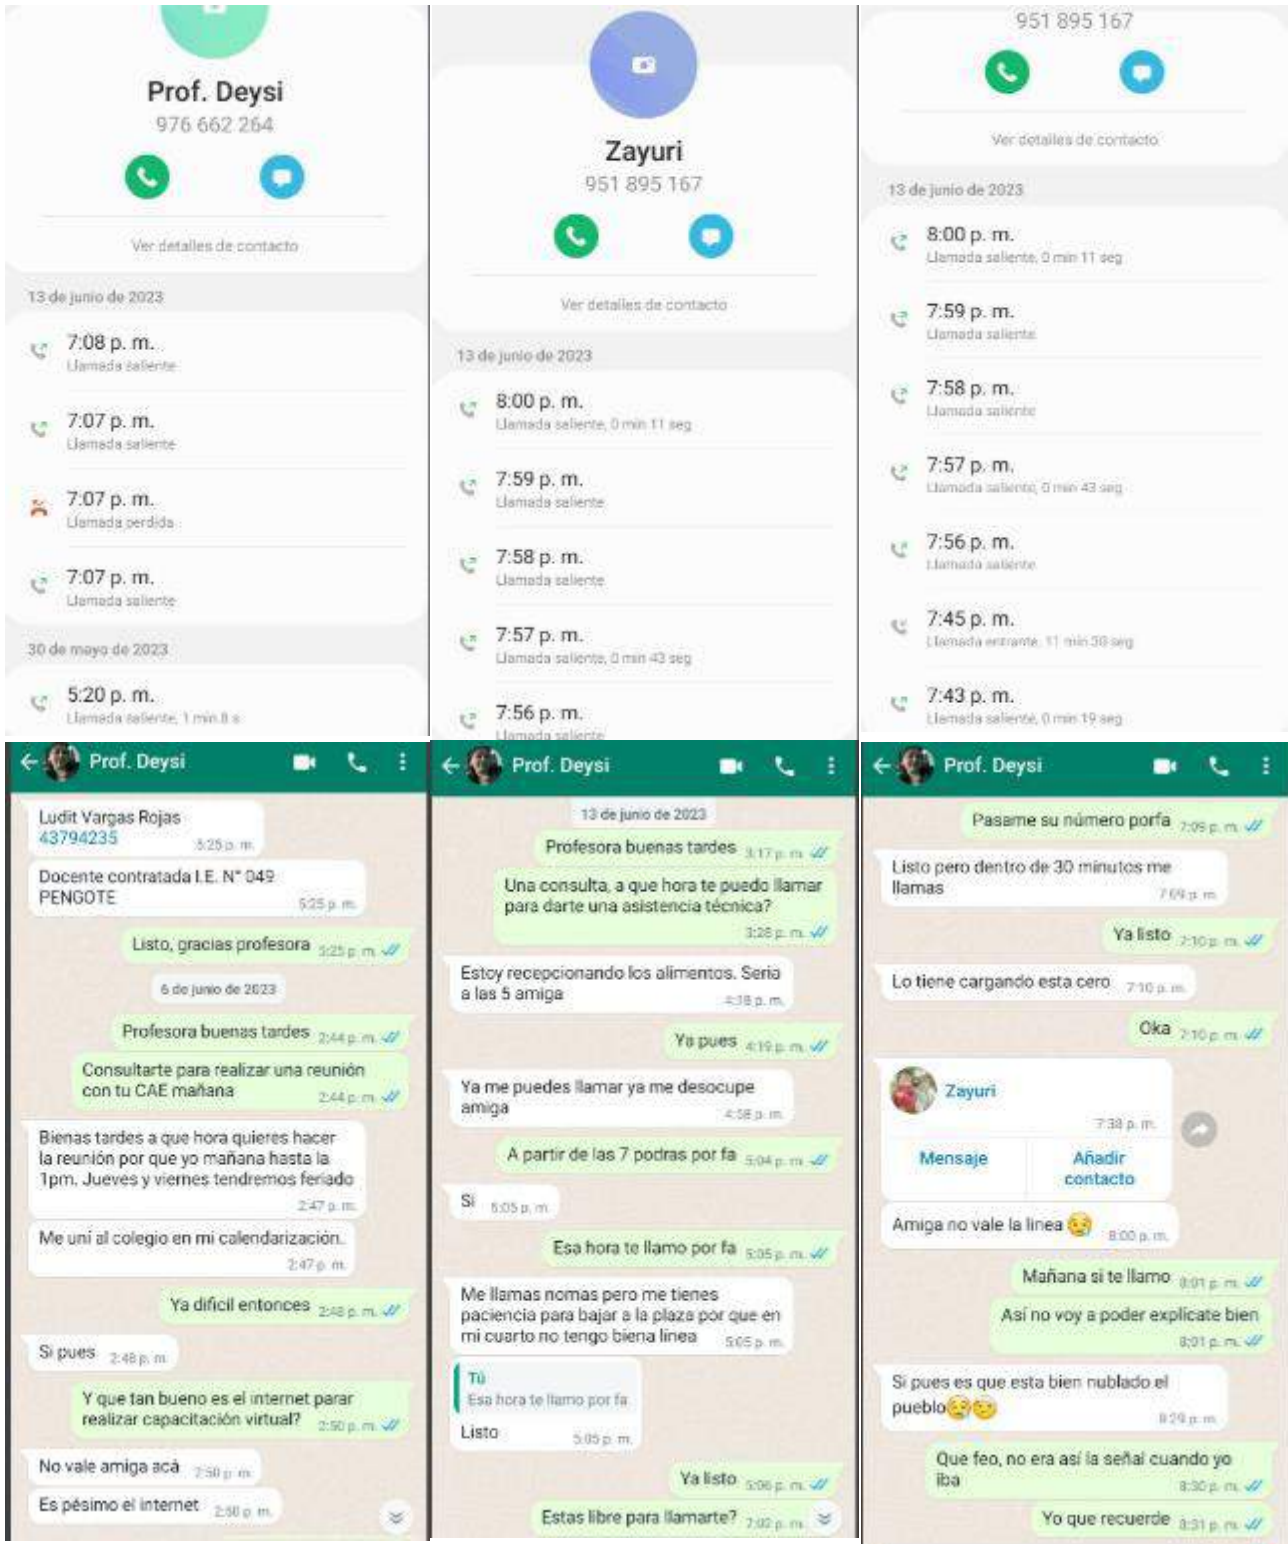 Prof. Deysi
976 662 264
Ver detalles de contacto
13 de junio de 2023
7:08 p. m.
Llamada saliente
7:07 p. m.
Llamada saliente
7:07 p. m.
Llamada perdida
7:07 p. m.
Llamada saliente
30 de mayo de 2023
5:20 p. m.
Llamada saliente, 1 min 8 s
Zayuri
951 895 167
Ver detalles de contacto
13 de junio de 2023
8:00 p. m.
Llamada saliente, 0 min 11 seg
7:59 p. m.
Llamada saliente
7:58 p. m.
Llamada saliente
7:57 p. m.
Llamada saliente, 0 min 43 seg
7:56 p. m.
Llamada saliente
951 895 167
Ver detalles de contacto
13 de junio de 2023
8:00 p. m.
Llamada saliente, 0 min 11 seg
7:59 p. m.
Llamada saliente
7:58 p. m.
Llamada saliente
7:57 p. m.
Llamada saliente, 0 min 43 seg
7:56 p. m.
Llamada saliente
7:45 p. m.
Llamada entrante, 11 min seg
7:43 p. m.
Llamada saliente, 0 min 19 seg
Prof. Deysi
Ludit Vargas Rojas
43794235 5:25 p. m.
Docente contratada I.E. N° 049
PENGOTE 5:25 p. m.
Listo, gracias profesora 5:25 p. m.
6 de junio de 2023
Profesora buenas tardes 2:44 p. m.
Consultarte para realizar una reunión
con tu CAE mañana 2:44 p. m.
Bienas tardes a que hora quieres hacer
la reunión por que yo mañana hasta la
1pm. Jueves y viernes tendremos feriado
2:47 p. m.
Me uní al colegio en mi calendarización.
2:47 p. m.
Ya dificil entonces 2:48 p. m.
Si pues 2:48 p. m.
Y que tan bueno es el internet parar
realizar capacitación virtual? 2:50 p. m.
No vale amiga acá 2:50 p. m.
Es pésimo el internet 2:50 p. m.
Prof. Deysi
13 de junio de 2023
Profesora buenas tardes 3:17 p. m.
Una consulta, a que hora te puedo llamar
para darte una asistencia técnica?
3:28 p. m.
Estoy recepcionando los alimentos. Seria
a las 5 amiga 4:18 p. m.
Ya pues 4:19 p. m.
Ya me puedes llamar ya me desocupe
amiga 4:58 p. m.
A partir de las 7 podras por fa 5:04 p. m.
Si 5:05 p. m.
Esa hora te llamo por fa 5:05 p. m.
Me llamas nomas pero me tienes
paciencia para bajar a la plaza por que en
mi cuarto no tengo biena linea 5:05 p. m.
Tú
Esa hora te llamo por fa
Listo 5:05 p. m.
Ya listo 5:06 p. m.
Estas libre para llamarte? 7:02 p. m.
Prof. Deysi
Pasame su número porfa 7:09 p. m.
Listo pero dentro de 30 minutos me
llamas 7:09 p. m.
Ya listo 7:10 p. m.
Lo tiene cargando esta cero 7:10 p. m.
Oka 7:10 p. m.
Zayuri
7:38 p. m.
Mensaje
Añadir
contacto
Amiga no vale la linea 😢 8:00 p. m.
Mañana si te llamo 8:01 p. m.
Así no voy a poder explicate bien
8:01 p. m.
Si pues es que esta bien nublado el
pueblo 8:29 p. m.
Que feo, no era así la señal cuando yo
iba 8:30 p. m.
Yo que recuerde 8:31 p. m.